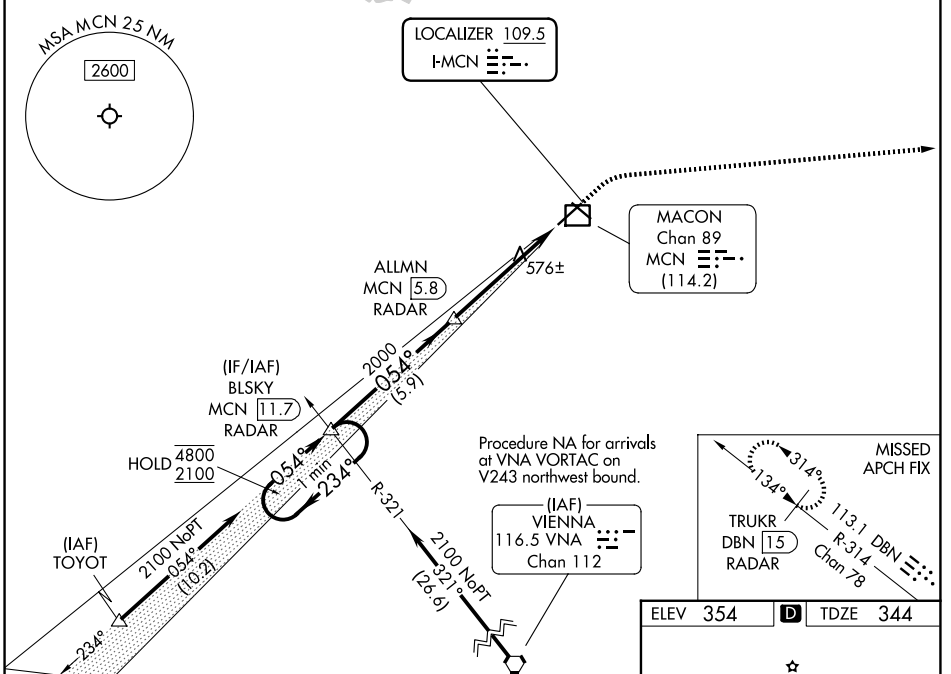 MSA MCN 25 NM
2600
LOCALIZER 109.5
I-MCN
MACON
Chan 89
MCN
(114.2)
576±
ALLMN
MCN 5.8
RADAR
2000
054°
(5.9)
(IF/IAF)
BLSKY
MCN 11.7
RADAR
HOLD 4800
2100
054°
1 min
234°
R-321
Procedure NA for arrivals
at VNA VORTAC on
V243 northwest bound.
(IAF)
VIENNA
116.5 VNA
Chan 112
2100 NoPT
321°
(26.6)
(IAF)
TOYOT
2100 NoPT
054°
(10.2)
234°
MISSED
APCH FIX
314°
134°
TRUKR
DBN 15
RADAR
113.1 DBN
R-314
Chan 78
ELEV 354 D TDZE 344